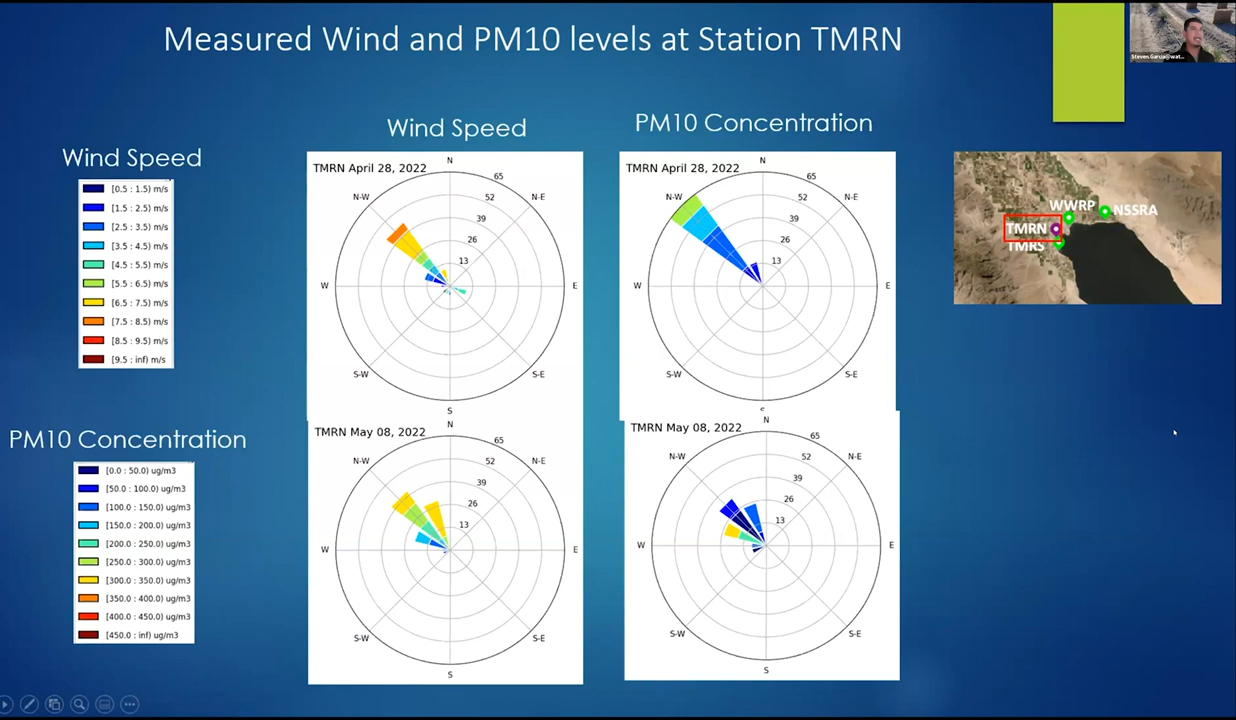 Measured Wind and PM10 levels at Station TMRN
Wind Speed
PM10 Concentration
Wind Speed
[0.5 : 1.5) m/s
[1.5 : 2.5) m/s
[2.5 : 3.5) m/s
[3.5 : 4.5) m/s
[4.5 : 5.5) m/s
[5.5 : 6.5) m/s
[6.5 : 7.5) m/s
[7.5 : 8.5) m/s
[8.5 : 9.5) m/s
[9.5 : inf) m/s
TMRN April 28, 2022
N
N-E
E
S-E
S
S-W
W
N-W
13
26
39
52
65
TMRN April 28, 2022
N
N-E
E
S-E
S-W
W
N-W
13
26
39
52
65
WWRP
NSSRA
TMRN
TMRS
PM10 Concentration
[0.0 : 50.0) ug/m3
[50.0 : 100.0) ug/m3
[100.0 : 150.0) ug/m3
[150.0 : 200.0) ug/m3
[200.0 : 250.0) ug/m3
[250.0 : 300.0) ug/m3
[300.0 : 350.0) ug/m3
[350.0 : 400.0) ug/m3
[400.0 : 450.0) ug/m3
[450.0 : inf) ug/m3
TMRN May 08, 2022
N
N-E
E
S-E
S
S-W
W
N-W
13
26
39
52
65
TMRN May 08, 2022
N
N-E
E
S-E
S
S-W
W
N-W
13
26
39
52
65